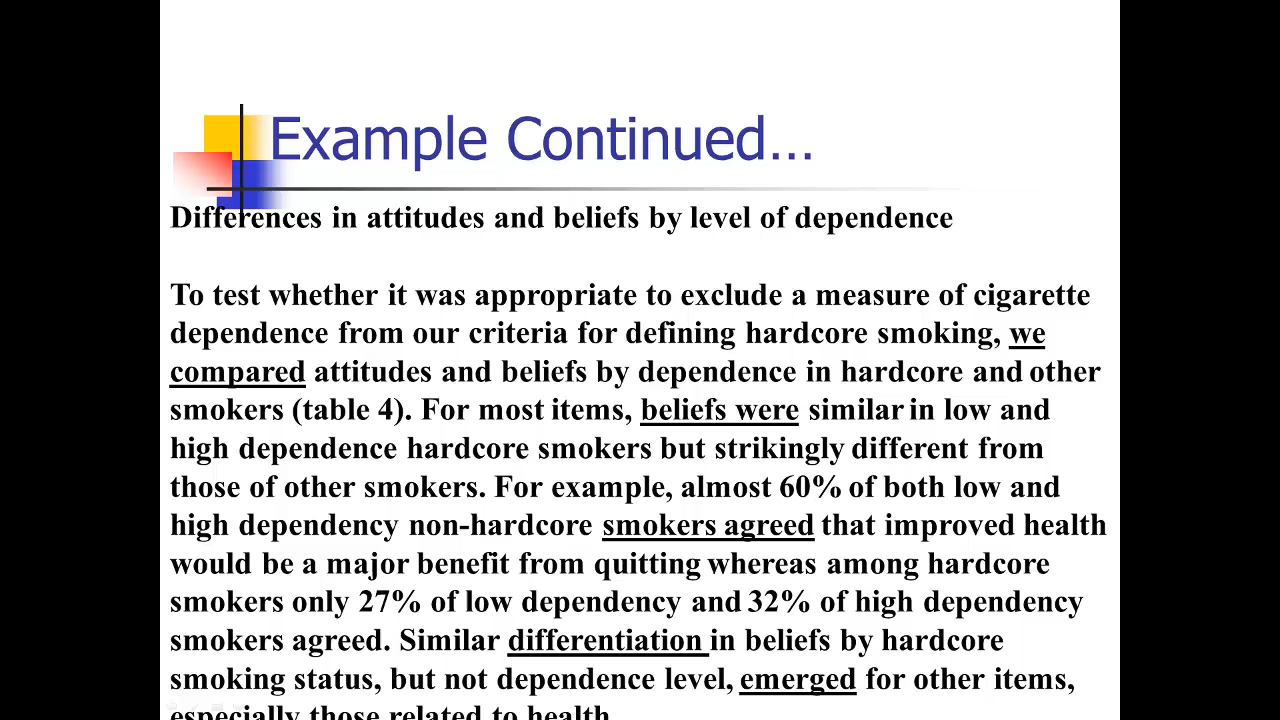 Example Continued…
Differences in attitudes and beliefs by level of dependence
To test whether it was appropriate to exclude a measure of cigarette
dependence from our criteria for defining hardcore smoking, we
compared attitudes and beliefs by dependence in hardcore and other
smokers (table 4). For most items, beliefs were similar in low and
high dependence hardcore smokers but strikingly different from
those of other smokers. For example, almost 60% of both low and
high dependency non-hardcore smokers agreed that improved health
would be a major benefit from quitting whereas among hardcore
smokers only 27% of low dependency and 32% of high dependency
smokers agreed. Similar differentiation in beliefs by hardcore
smoking status, but not dependence level, emerged for other items,
especially those related to health